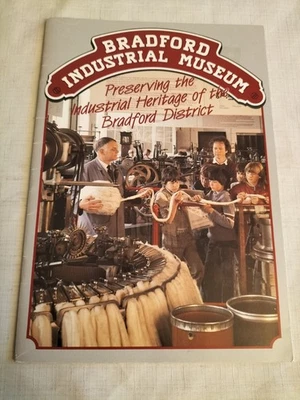 BRADFORD
INDUSTRIAL MUSEUM
Preserving the
Industrial Heritage of the
Bradford District